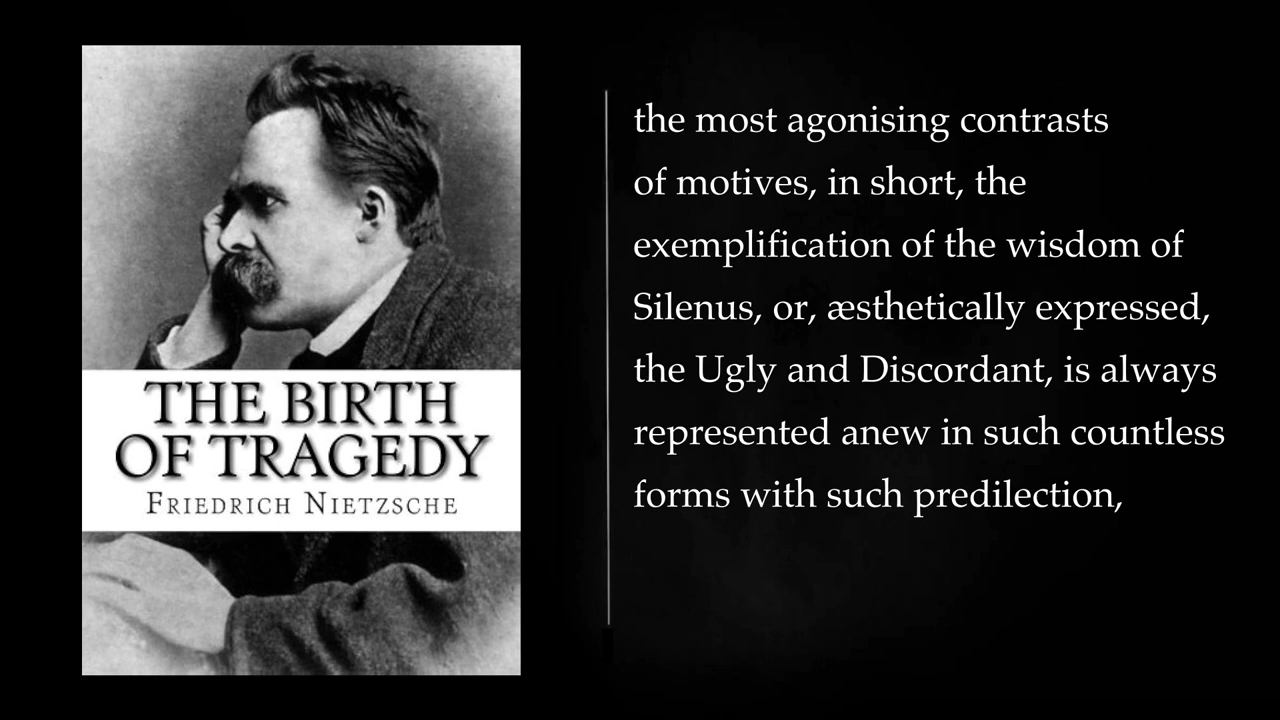 THE BIRTH
OF TRAGEDY
FRIEDRICH NIETZSCHE
the most agonising contrasts
of motives, in short, the
exemplification of the wisdom of
Silenus, or, æsthetically expressed,
the Ugly and Discordant, is always
represented anew in such countless
forms with such predilection,